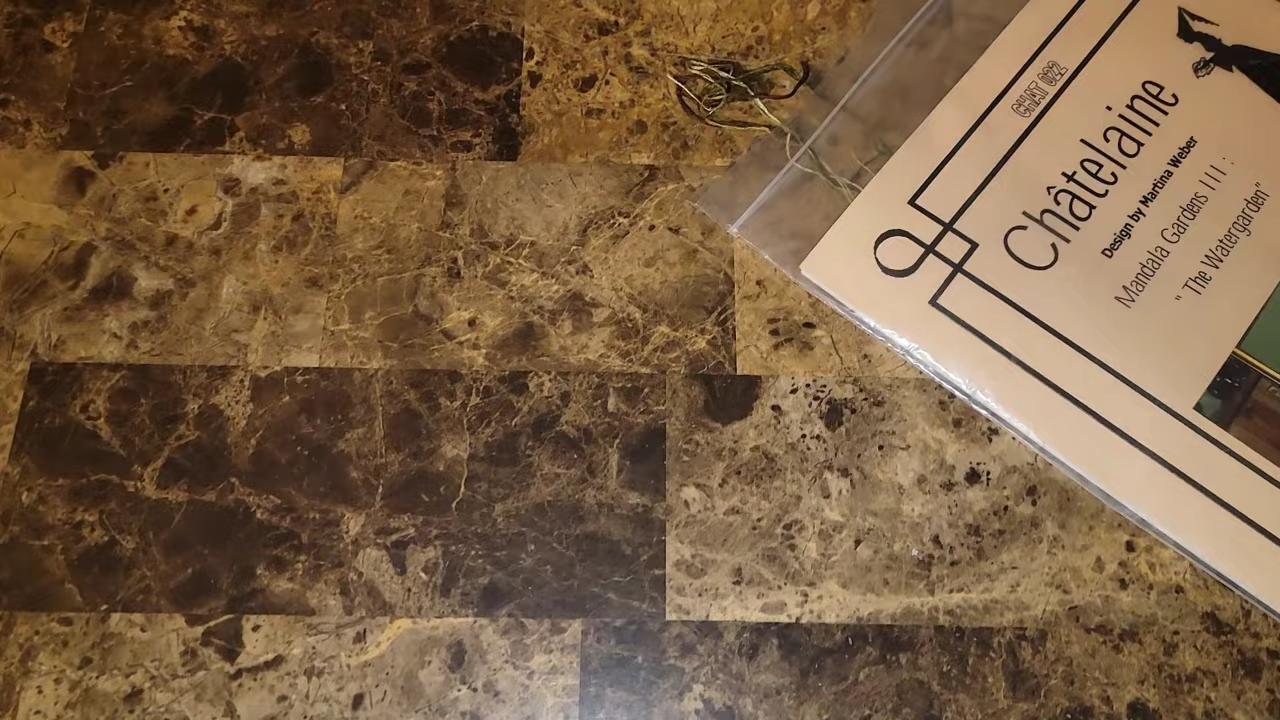 CHAT 022
Châtelaine
Design by Martina Weber
Mandala Gardens III :
" The Watergarden"